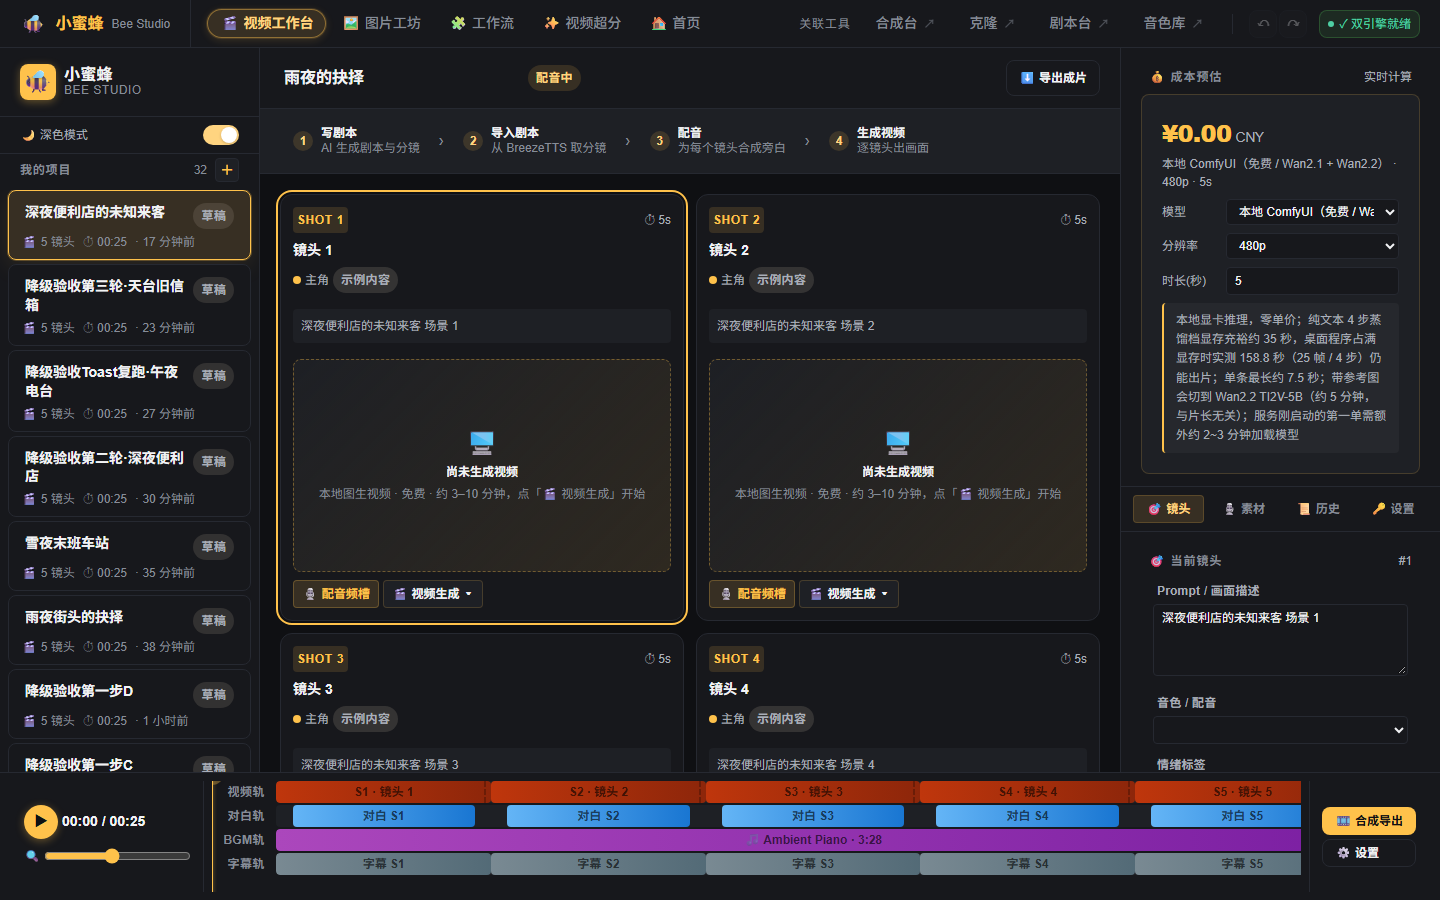 小蜜蜂 Bee Studio
视频工作台 图片工坊 工作流 视频超分 首页
关联工具 合成台 ↗ 克隆 ↗ 剧本台 ↗ 音色库 ↗
✓ 双引擎就绪
小蜜蜂
BEE STUDIO
深色模式
我的项目 32 +
深夜便利店的未知来客 草稿
5 镜头 00:25 · 17 分钟前
降级验收第三轮·天台旧信箱 草稿
5 镜头 00:25 · 23 分钟前
降级验收Toast复跑·午夜电台 草稿
5 镜头 00:25 · 27 分钟前
降级验收第二轮·深夜便利店 草稿
5 镜头 00:25 · 30 分钟前
雪夜末班车站 草稿
5 镜头 00:25 · 35 分钟前
雨夜街头的抉择 草稿
5 镜头 00:25 · 38 分钟前
降级验收第一步D 草稿
5 镜头 00:25 · 1 小时前
降级验收第一步C 草稿
雨夜的抉择 配音中 导出成片
1 写剧本
AI 生成剧本与分镜
›
2 导入剧本
从 BreezeTTS 取分镜
›
3 配音
为每个镜头合成旁白
›
4 生成视频
逐镜头出画面
SHOT 1 5s
镜头 1
主角 示例内容
深夜便利店的未知来客 场景 1
尚未生成视频
本地图生视频 · 免费 · 约 3–10 分钟，点「🎬 视频生成」开始
配音频槽 视频生成
SHOT 2 5s
镜头 2
主角 示例内容
深夜便利店的未知来客 场景 2
尚未生成视频
本地图生视频 · 免费 · 约 3–10 分钟，点「🎬 视频生成」开始
配音频槽 视频生成
SHOT 3 5s
镜头 3
主角 示例内容
深夜便利店的未知来客 场景 3
SHOT 4 5s
镜头 4
主角 示例内容
深夜便利店的未知来客 场景 4
成本预估 实时计算
¥0.00 CNY
本地 ComfyUI（免费 / Wan2.1 + Wan2.2） ·
480p · 5s
模型 本地 ComfyUI（免费 / Wa
分辨率 480p
时长(秒) 5
本地显卡推理，零单价；纯文本 4 步蒸
馏档显存充裕约 35 秒，桌面程序占满
显存时实测 158.8 秒（25 帧 / 4 步）仍
能出片；单条最长约 7.5 秒；带参考图
会切到 Wan2.2 TI2V-5B（约 5 分钟，
与片长无关）；服务刚启动的第一单需额
外约 2~3 分钟加载模型
镜头 素材 历史 设置
当前镜头 #1
Prompt / 画面描述
深夜便利店的未知来客 场景 1
音色 / 配音
情绪标签
00:00 / 00:25
视频轨 S1 · 镜头 1 S2 · 镜头 2 S3 · 镜头 3 S4 · 镜头 4 S5 · 镜头 5
对白轨 对白 S1 对白 S2 对白 S3 对白 S4 对白 S5
BGM轨 Ambient Piano · 3:28
字幕轨 字幕 S1 字幕 S2 字幕 S3 字幕 S4 字幕 S5
合成导出
设置